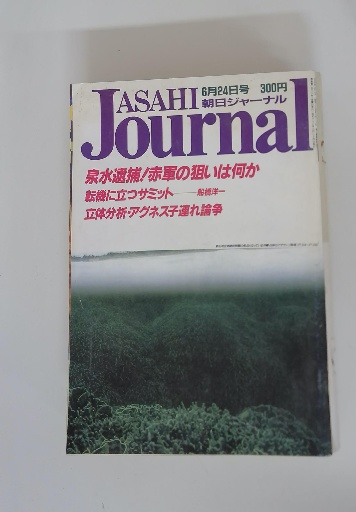 6月24日号 300円
ASAHI 朝日ジャーナル
Journal
泉水逮捕!赤軍の狙いは何か
転機に立つサミット——船橋洋一
立体分析・アグネス子連れ論争